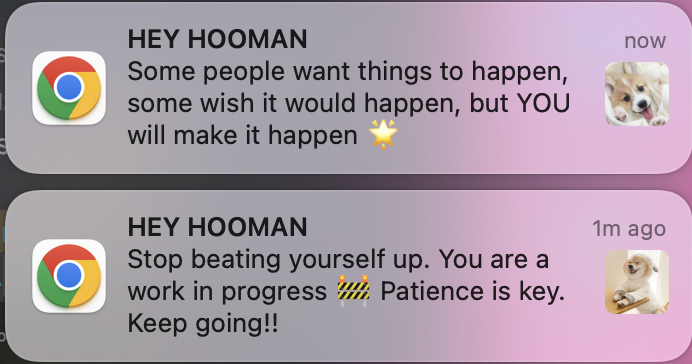 HEY HOOMAN
now
Some people want things to happen,
some wish it would happen, but YOU
will make it happen 🌟
HEY HOOMAN
1m ago
Stop beating yourself up. You are a
work in progress 🚧 Patience is key.
Keep going!!